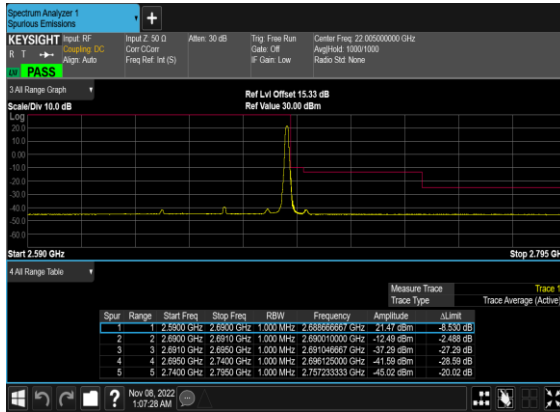 Spectrum Analyzer 1
Spurious Emissions
+
KEYSIGHT Input: RF Input Z: 50 Ω Atten: 30 dB Trig: Free Run Center Freq: 22.005000000 GHz
R T Coupling: DC Corr CCorr Gate: Off Avg|Hold: 1000/1000
Align: Auto Freq Ref: Int (S) IF Gain: Low Radio Std: None
PASS
3 All Range Graph
Ref Lvl Offset 15.33 dB
Scale/Div 10.0 dB Ref Value 30.00 dBm
Log
20.0
10.0
0.00
-10.0
-20.0
-30.0
-40.0
-50.0
-60.0
Start 2.590 GHz Stop 2.795 GH
4 All Range Table
Measure Trace Trace 1
Trace Type Trace Average (Active)
Spur Range Start Freq Stop Freq RBW Frequency Amplitude ΔLimit
1 1 2.5900 GHz 2.6900 GHz 1.000 MHz 2.688666667 GHz 21.47 dBm -8.530 dB
2 2 2.6900 GHz 2.6910 GHz 1.000 MHz 2.690010000 GHz -12.49 dBm -2.488 dB
3 3 2.6910 GHz 2.6950 GHz 1.000 MHz 2.691046667 GHz -37.29 dBm -27.29 dB
4 4 2.6950 GHz 2.7400 GHz 1.000 MHz 2.696125000 GHz -41.59 dBm -28.59 dB
5 5 2.7400 GHz 2.7950 GHz 1.000 MHz 2.757233333 GHz -45.02 dBm -20.02 dB
? Nov 08, 2022
1:07:28 AM